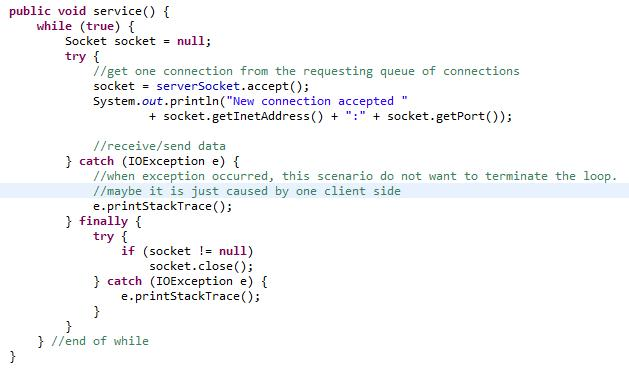 public void service() {
    while (true) {
        Socket socket = null;
        try {
            //get one connection from the requesting queue of connections
            socket = serverSocket.accept();
            System.out.println("New connection accepted "
                    + socket.getInetAddress() + ":" + socket.getPort());

            //receive/send data
        } catch (IOException e) {
            //when exception occurred, this scenario do not want to terminate the loop.
            //maybe it is just caused by one client side
            e.printStackTrace();
        } finally {
            try {
                if (socket != null)
                    socket.close();
            } catch (IOException e) {
                e.printStackTrace();
            }
        }
    } //end of while
}